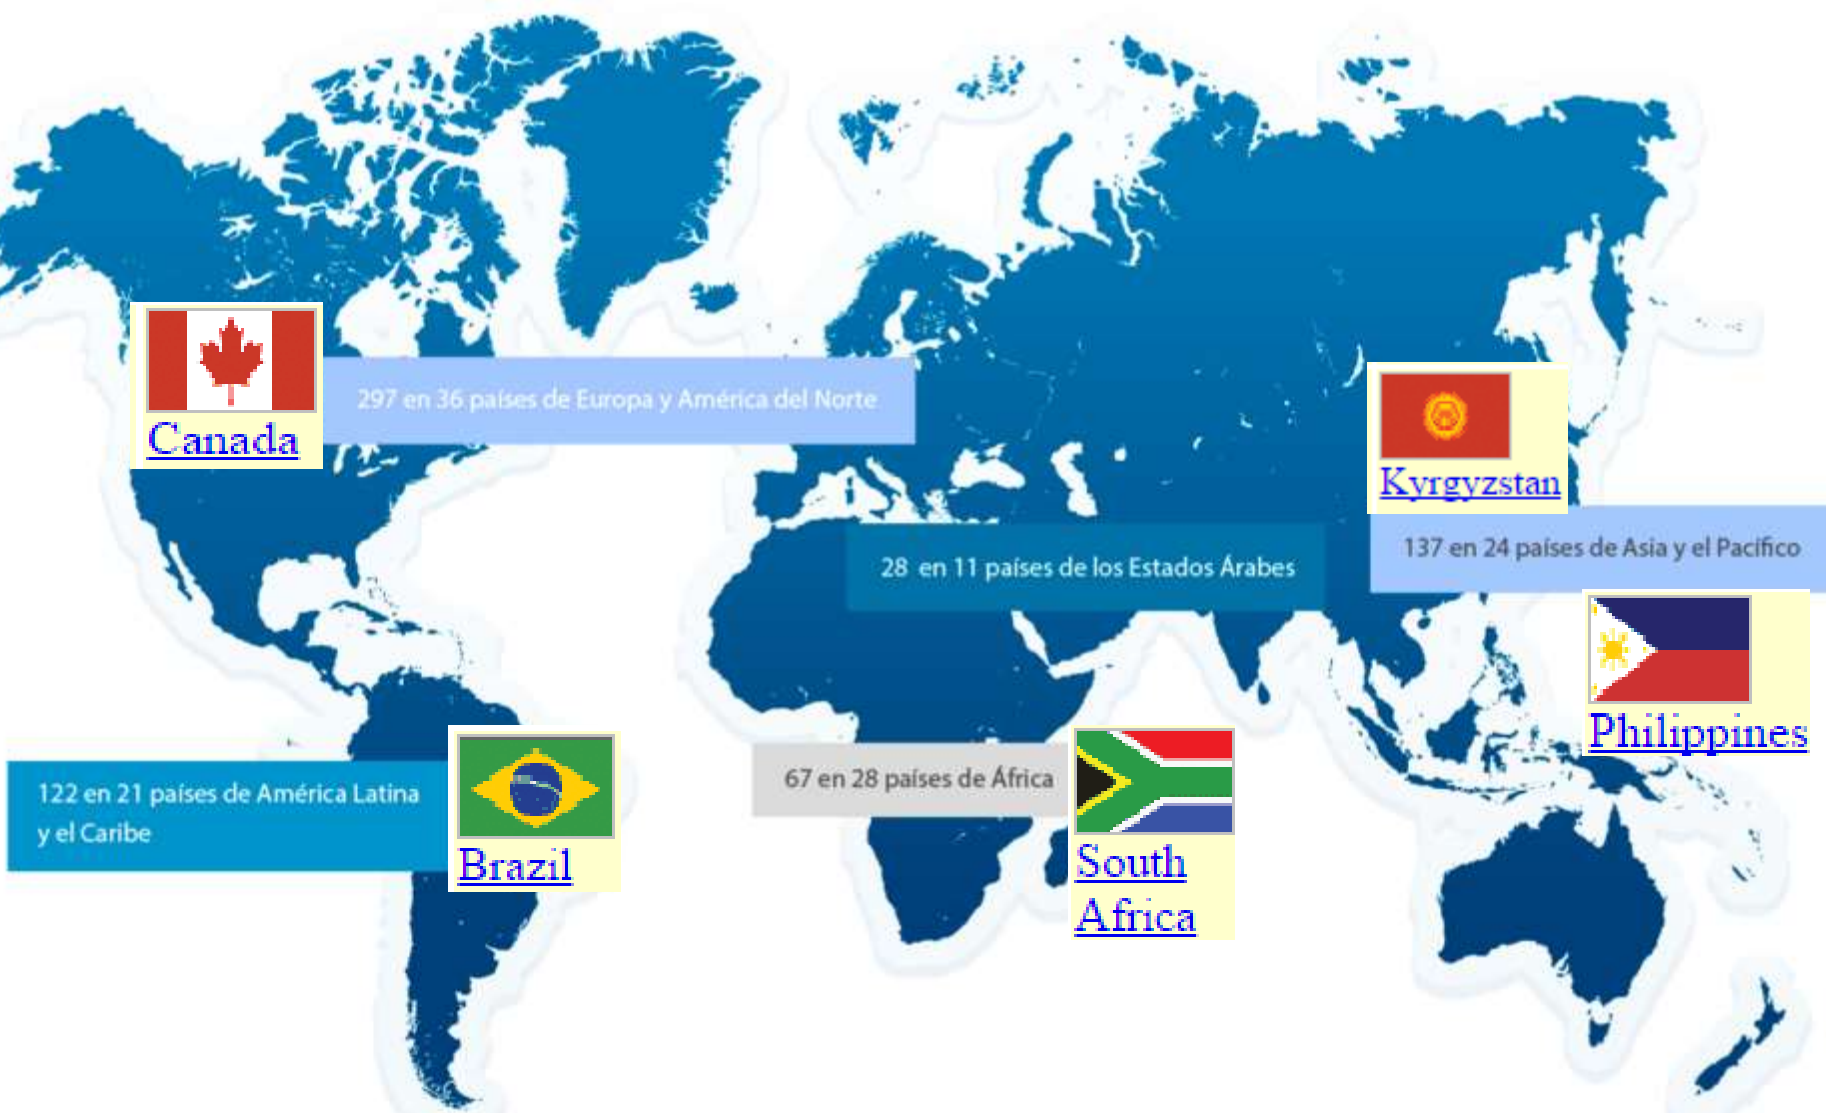 Canada
297 en 36 países de Europa y América del Norte
Kyrgyzstan
137 en 24 países de Asia y el Pacífico
28 en 11 países de los Estados Árabes
Philippines
122 en 21 países de América Latina
y el Caribe
Brazil
67 en 28 países de África
South
Africa